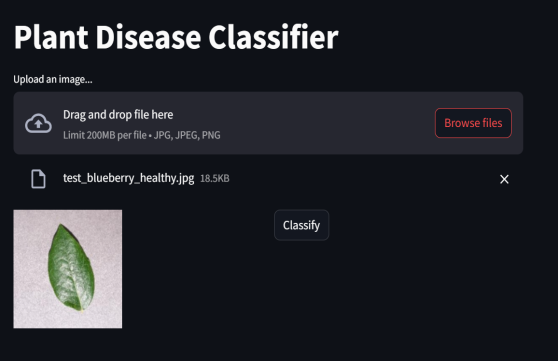 Plant Disease Classifier
Upload an image...
Drag and drop file here
Limit 200MB per file • JPG, JPEG, PNG
Browse files
test_blueberry_healthy.jpg 18.5KB
Classify